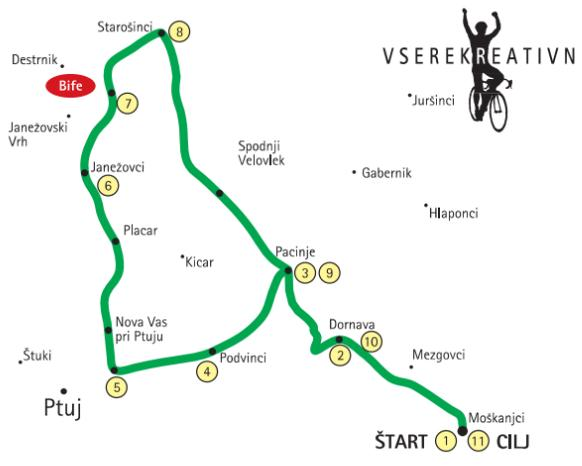 Starošinci
8
Destrnik
VSEREKREATIVN
Bife
7
Juršinci
Janežovski
Vrh
Spodnji
Velovlek
Janežovci
6
Gabernik
Hlaponci
Placar
Kicar
Pacinje
3 9
Nova Vas
pri Ptuju
Dornava
10
2
Štuki
Podvinci
4
Mezgovci
5
Ptuj
Moškanjci
ŠTART 1 11 CILJ